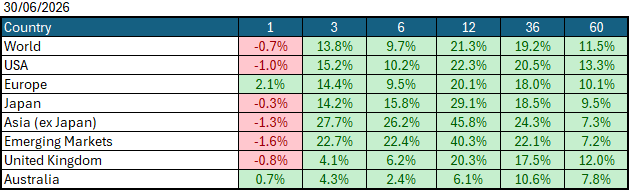 30/06/2026
Country 1 3 6 12 36 60
World -0.7% 13.8% 9.7% 21.3% 19.2% 11.5%
USA -1.0% 15.2% 10.2% 22.3% 20.5% 13.3%
Europe 2.1% 14.4% 9.5% 20.1% 18.0% 10.1%
Japan -0.3% 14.2% 15.8% 29.1% 18.5% 9.5%
Asia (ex Japan) -1.3% 27.7% 26.2% 45.8% 24.3% 7.3%
Emerging Markets -1.6% 22.7% 22.4% 40.3% 22.1% 7.2%
United Kingdom -0.8% 4.1% 6.2% 20.3% 17.5% 12.0%
Australia 0.7% 4.3% 2.4% 6.1% 10.6% 7.8%